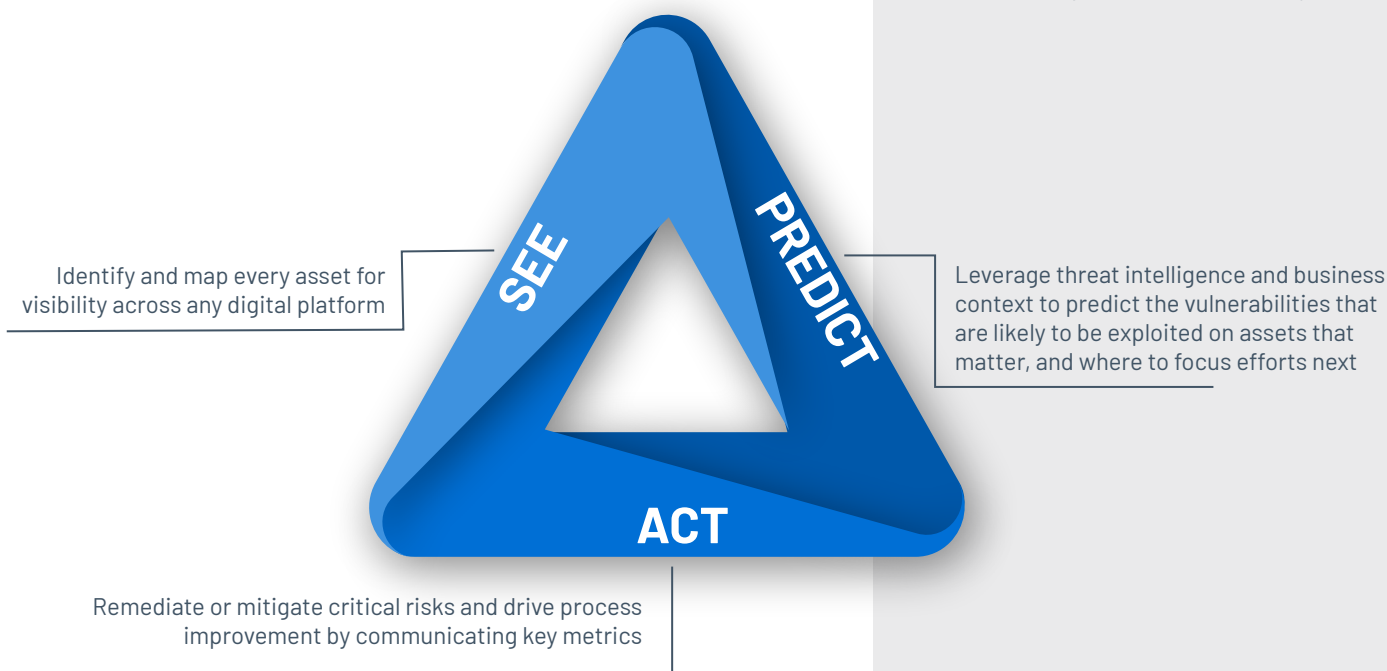 SEE
Identify and map every asset for
visibility across any digital platform
PREDICT
Leverage threat intelligence and business
context to predict the vulnerabilities that
are likely to be exploited on assets that
matter, and where to focus efforts next
ACT
Remediate or mitigate critical risks and drive process
improvement by communicating key metrics